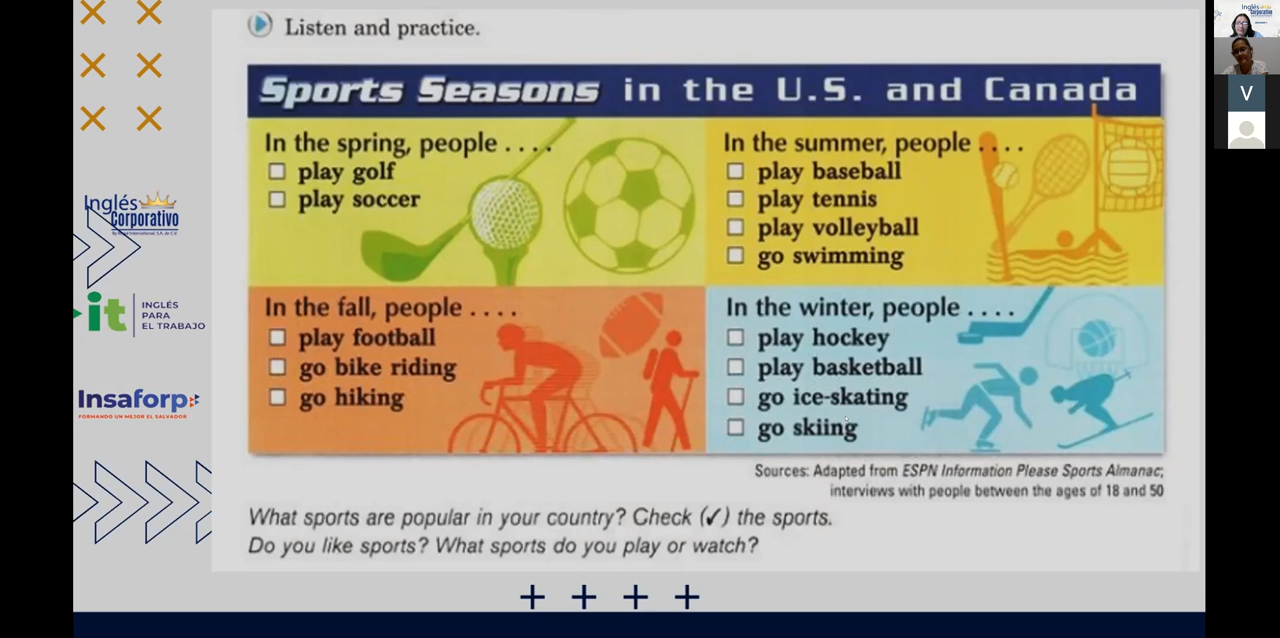 Listen and practice.
Sports Seasons in the U.S. and Canada
In the spring, people . . . .
play golf
play soccer
In the summer, people . . . .
play baseball
play tennis
play volleyball
go swimming
In the fall, people . . . .
play football
go bike riding
go hiking
In the winter, people . . . .
play hockey
play basketball
go ice-skating
go skiing
Sources: Adapted from ESPN Information Please Sports Almanac;
interviews with people between the ages of 18 and 50
What sports are popular in your country? Check (✓) the sports.
Do you like sports? What sports do you play or watch?
Inglés
Corporativo
it
INGLÉS
PARA
EL TRABAJO
Insaforp
FORMANDO UN MEJOR EL SALVADOR
Inglés
Corporativo
V